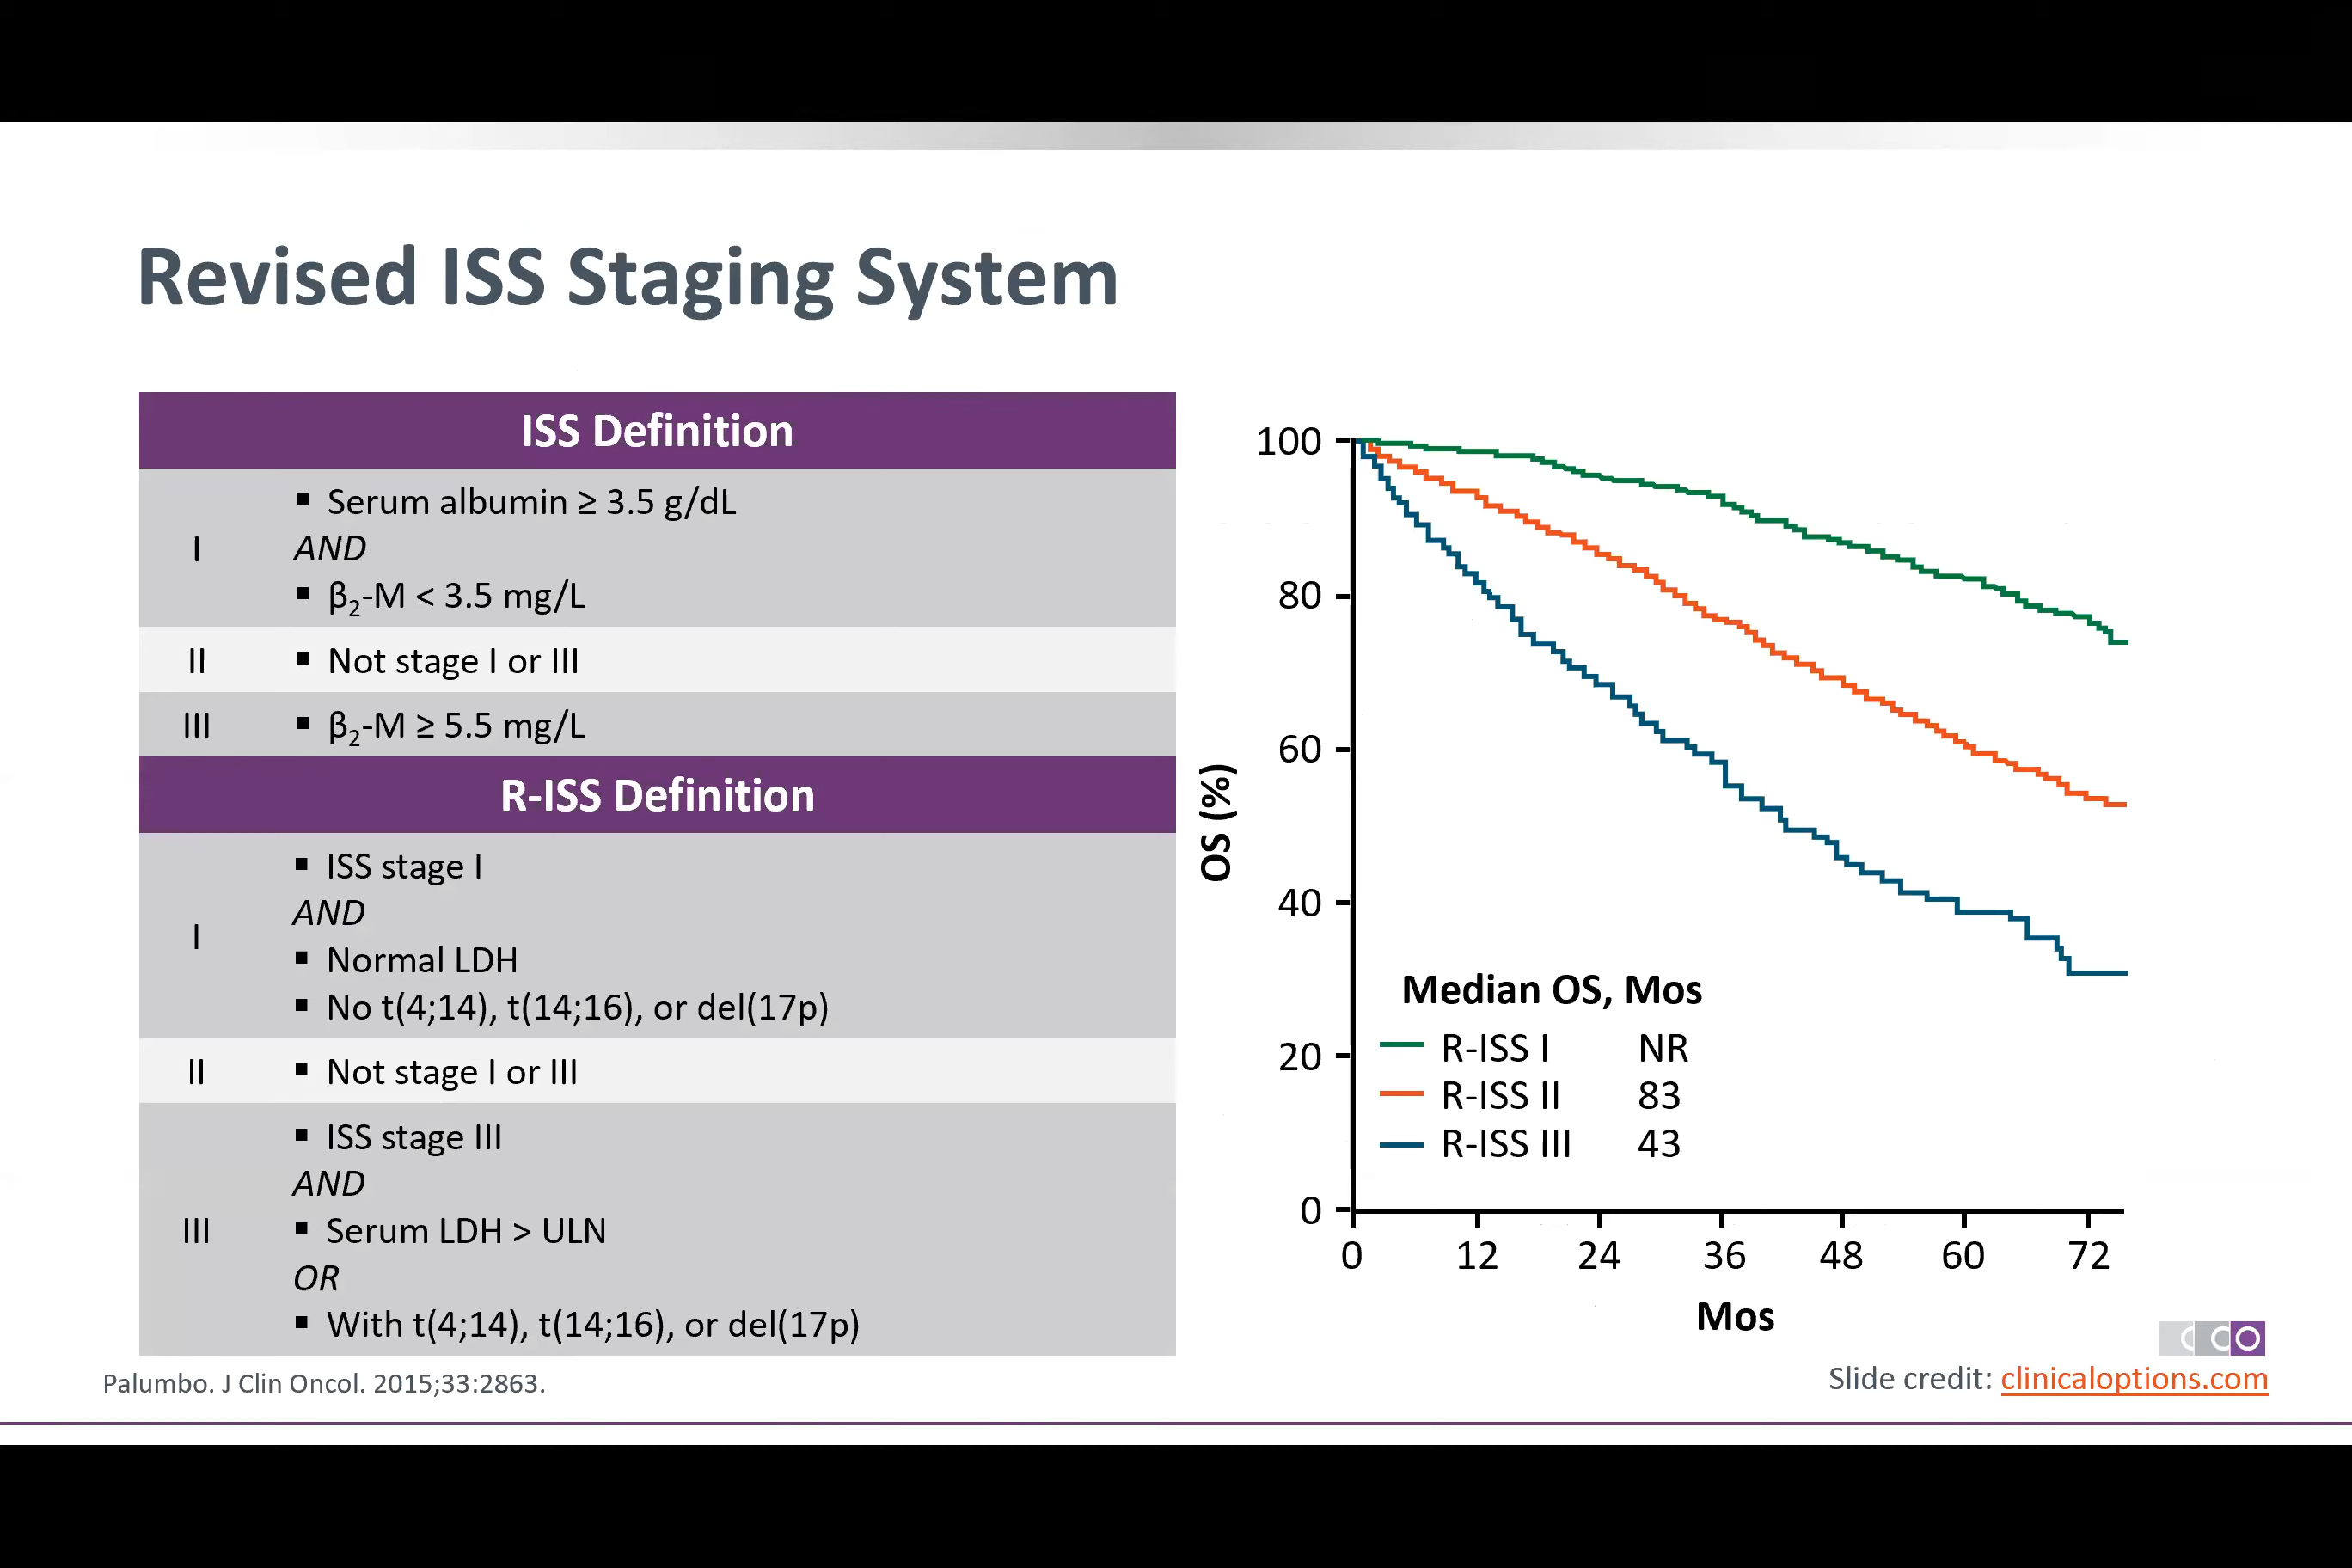 Revised ISS Staging System
ISS Definition
I
▪ Serum albumin ≥ 3.5 g/dL
AND
▪ β2-M < 3.5 mg/L
II
▪ Not stage I or III
III
▪ β2-M ≥ 5.5 mg/L
R-ISS Definition
I
▪ ISS stage I
AND
▪ Normal LDH
▪ No t(4;14), t(14;16), or del(17p)
II
▪ Not stage I or III
III
▪ ISS stage III
AND
▪ Serum LDH > ULN
OR
▪ With t(4;14), t(14;16), or del(17p)
OS (%)
100
80
60
40
20
0
Median OS, Mos
R-ISS I NR
R-ISS II 83
R-ISS III 43
0 12 24 36 48 60 72
Mos
CCO
Palumbo. J Clin Oncol. 2015;33:2863.
Slide credit: clinicaloptions.com